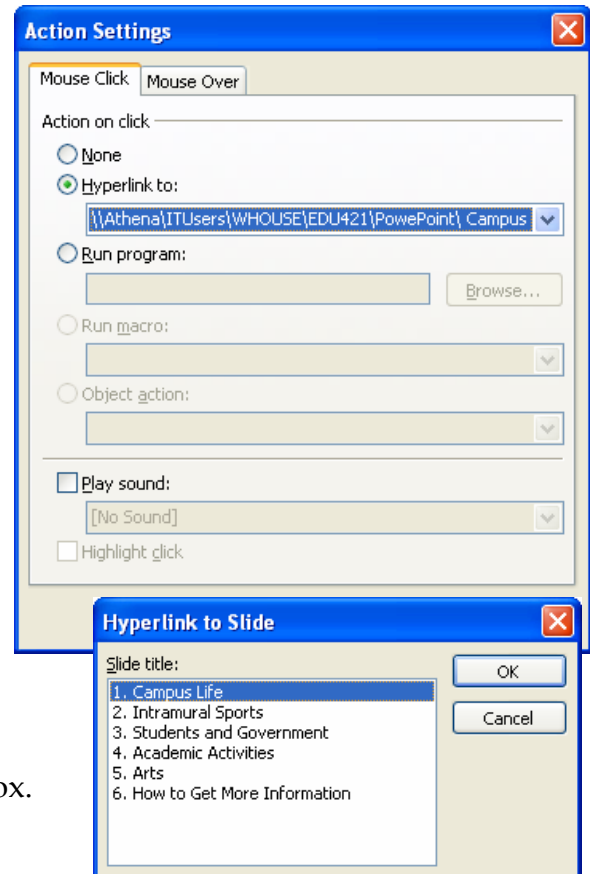 Action Settings
Mouse Click Mouse Over
Action on click
None
Hyperlink to:
\\Athena\ITUsers\WHOUSE\EDU421\PowePoint\ Campus
Run program:
Browse...
Run macro:
Object action:
Play sound:
[No Sound]
Highlight click
Hyperlink to Slide
Slide title:
OK
1. Campus Life
2. Intramural Sports
Cancel
3. Students and Government
4. Academic Activities
5. Arts
6. How to Get More Information
ox.